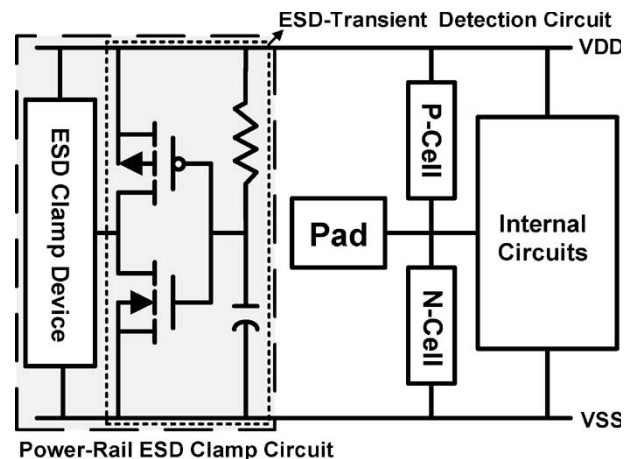 ESD-Transient Detection Circuit
VDD
ESD Clamp Device
P-Cell
Pad
Internal
Circuits
N-Cell
VSS
Power-Rail ESD Clamp Circuit